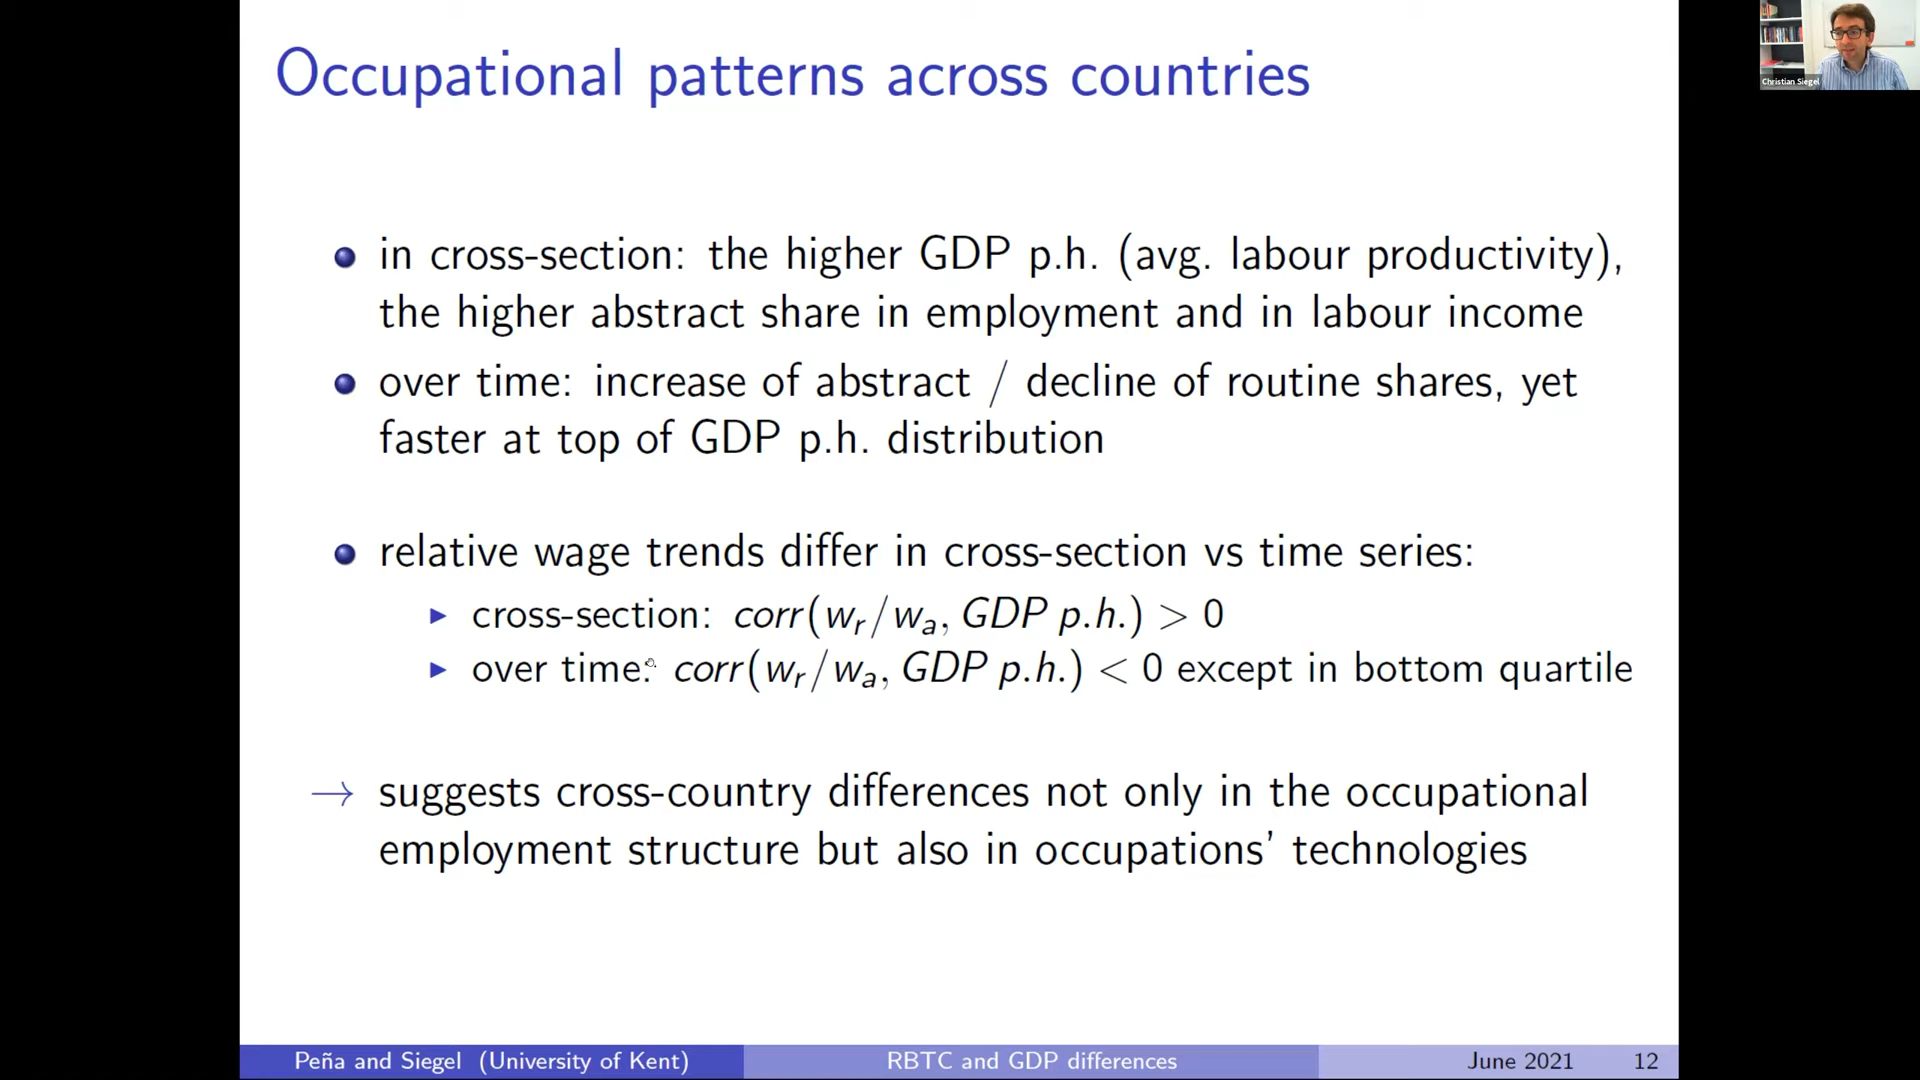 Occupational patterns across countries
Christian Siegel
in cross-section: the higher GDP p.h. (avg. labour productivity),
the higher abstract share in employment and in labour income
over time: increase of abstract / decline of routine shares, yet
faster at top of GDP p.h. distribution
relative wage trends differ in cross-section vs time series:
▶ cross-section: corr(wᵣ/wₐ, GDP p.h.) > 0
▶ over time: corr(wᵣ/wₐ, GDP p.h.) < 0 except in bottom quartile
→ suggests cross-country differences not only in the occupational
employment structure but also in occupations' technologies
Peña and Siegel (University of Kent) RBTC and GDP differences June 2021 12